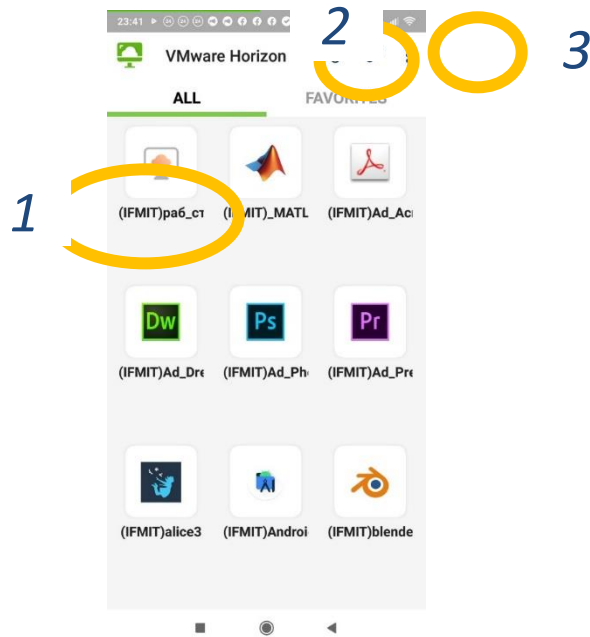 23:41
2
3
VMware Horizon
ALL FAVORITES
1
(IFMIT)раб_ст (IFMIT)_MATL (IFMIT)Ad_Acr
Dw Ps Pr
(IFMIT)Ad_Dre (IFMIT)Ad_Pho (IFMIT)Ad_Pre
(IFMIT)alice3 (IFMIT)Androi (IFMIT)blende